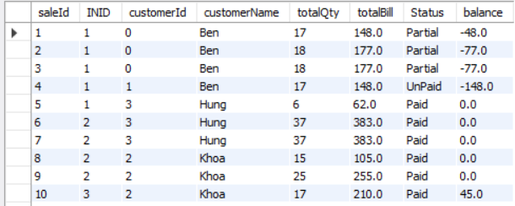 saleId INID customerId customerName totalQty totalBill Status balance
1 1 0 Ben 17 148.0 Partial -48.0
2 1 0 Ben 18 177.0 Partial -77.0
3 1 0 Ben 18 177.0 Partial -77.0
4 1 1 Ben 17 148.0 UnPaid -148.0
5 1 3 Hung 6 62.0 Paid 0.0
6 2 3 Hung 37 383.0 Paid 0.0
7 2 3 Hung 37 383.0 Paid 0.0
8 2 2 Khoa 15 105.0 Paid 0.0
9 2 2 Khoa 25 255.0 Paid 0.0
10 3 2 Khoa 17 210.0 Paid 45.0